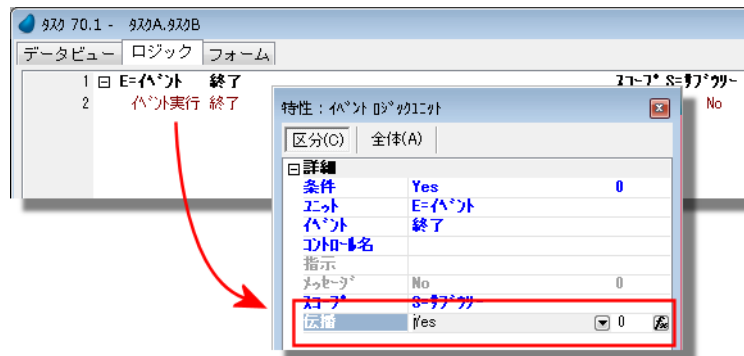 ﾀｽｸ 70.1 - ﾀｽｸA.ﾀｽｸB
データビュー ロジック フォーム
1 E=ｲﾍﾞﾝﾄ 終了 ｽｺｰﾌﾟ S=ｻﾌﾞﾂﾘｰ
2 ｲﾍﾞﾝﾄ実行 終了 No
特性：ｲﾍﾞﾝﾄ ﾛｼﾞｯｸﾕﾆｯﾄ
区分(C) 全体(A)
詳細
条件 Yes 0
ﾕﾆｯﾄ E=ｲﾍﾞﾝﾄ
ｲﾍﾞﾝﾄ 終了
ｺﾝﾄﾛｰﾙ名
指示
ﾒｯｾｰｼﾞ No 0
ｽｺｰﾌﾟ S=ｻﾌﾞﾂﾘｰ
伝播 Yes 0